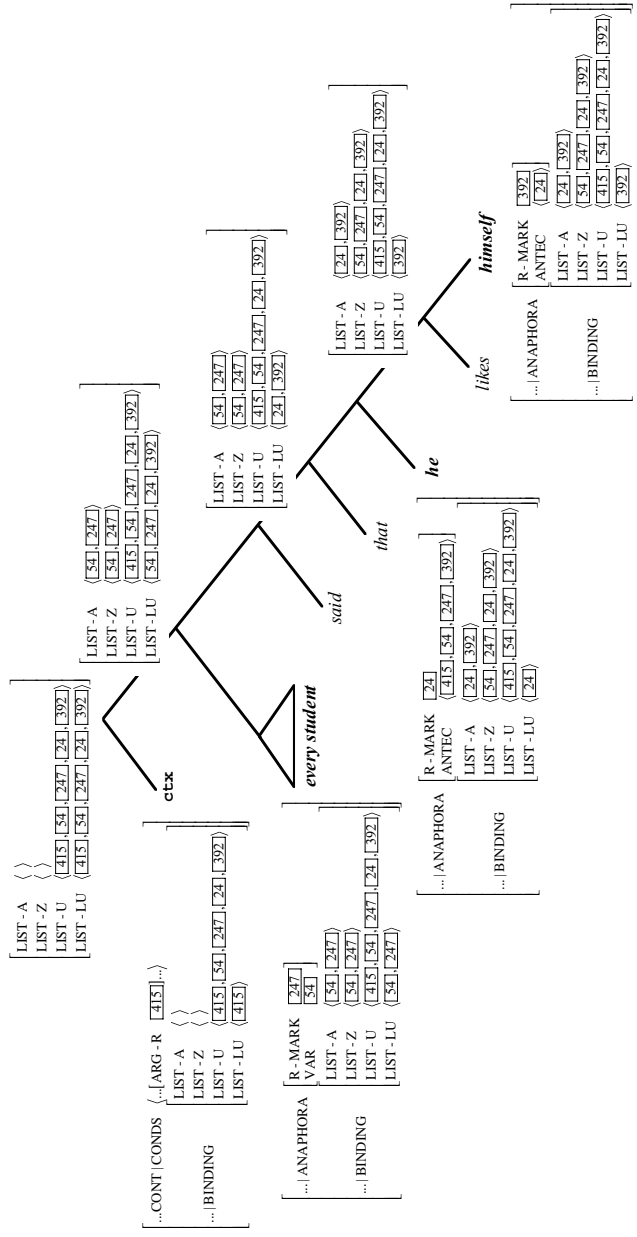 LIST-A ⟨⟩
LIST-Z ⟨⟩
LIST-U ⟨415, 54, 247, 24, 392⟩
LIST-LU ⟨415, 54, 247, 24, 392⟩
LIST-A ⟨54, 247⟩
LIST-Z ⟨54, 247⟩
LIST-U ⟨415, 54, 247, 24, 392⟩
LIST-LU ⟨54, 247, 24, 392⟩
ctx
...CONT|CONDS ⟨...[ARG-R 415]...⟩
...|BINDING
LIST-A ⟨⟩
LIST-Z ⟨⟩
LIST-U ⟨415, 54, 247, 24, 392⟩
LIST-LU ⟨415⟩
LIST-A ⟨54, 247⟩
LIST-Z ⟨54, 247⟩
LIST-U ⟨415, 54, 247, 24, 392⟩
LIST-LU ⟨24, 392⟩
every student
...|ANAPHORA
R-MARK 247
VAR 54
...|BINDING
LIST-A ⟨54, 247⟩
LIST-Z ⟨54, 247⟩
LIST-U ⟨415, 54, 247, 24, 392⟩
LIST-LU ⟨54, 247⟩
said
LIST-A ⟨24, 392⟩
LIST-Z ⟨54, 247, 24, 392⟩
LIST-U ⟨415, 54, 247, 24, 392⟩
LIST-LU ⟨392⟩
that
he
...|ANAPHORA
R-MARK 24
ANTEC ⟨415, 54, 247, 392⟩
...|BINDING
LIST-A ⟨24, 392⟩
LIST-Z ⟨54, 247, 24, 392⟩
LIST-U ⟨415, 54, 247, 24, 392⟩
LIST-LU ⟨24⟩
likes
himself
...|ANAPHORA
R-MARK 392
ANTEC ⟨24⟩
...|BINDING
LIST-A ⟨24, 392⟩
LIST-Z ⟨54, 247, 24, 392⟩
LIST-U ⟨415, 54, 247, 24, 392⟩
LIST-LU ⟨392⟩